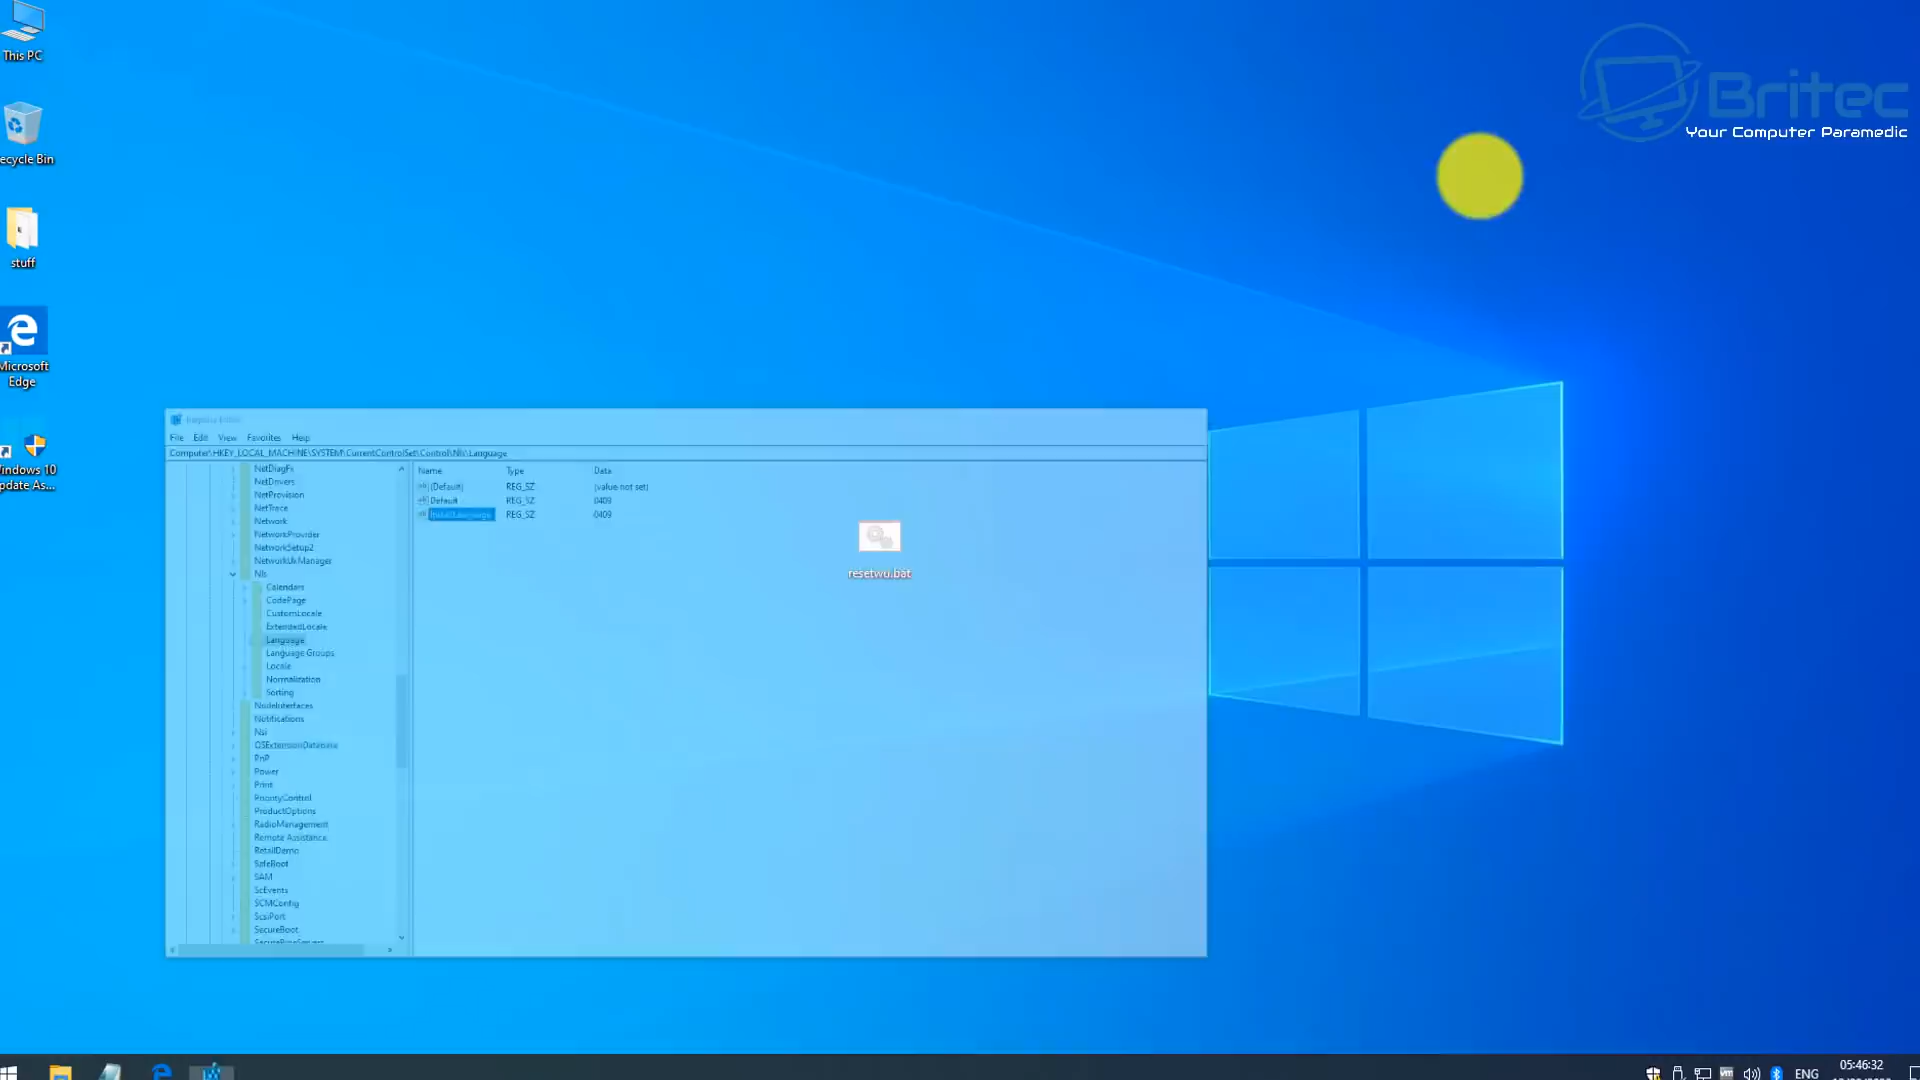 This PC
ecycle Bin
stuff
Microsoft
Edge
indows 10
pdate As...
Britec
Your Computer Paramedic
Registry Editor
File Edit View Favorites Help
Computer\HKEY_LOCAL_MACHINE\SYSTEM\CurrentControlSet\Control\Nls\Language
NetDiagFx
NetDrivers
NetProvision
NetTrace
Network
NetworkProvider
NetworkSetup2
NetworkUxManager
Nls
Calendars
CodePage
CustomLocale
ExtendedLocale
Language
Language Groups
Locale
Normalization
Sorting
NodeInterfaces
Notifications
Nsi
OSExtensionDatabase
PnP
Power
Print
PriorityControl
ProductOptions
RadioManagement
Remote Assistance
RetailDemo
SafeBoot
SAM
ScEvents
SCMConfig
ScsiPort
SecureBoot
Name Type Data
(Default) REG_SZ (value not set)
Default REG_SZ 0409
InstallLanguage REG_SZ 0409
resetwu.bat
vm
ENG
05:46:32